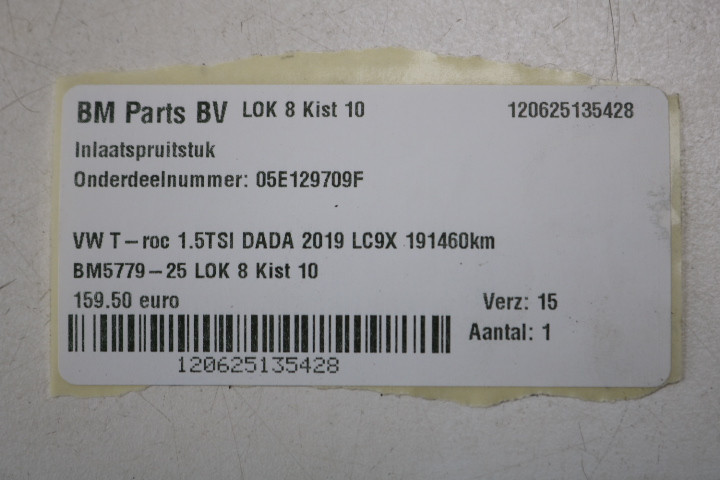 BM Parts BV LOK 8 Kist 10 120625135428
Inlaatspruitstuk
Onderdeelnummer: 05E129709F
VW T-roc 1.5TSI DADA 2019 LC9X 191460km
BM5779-25 LOK 8 Kist 10
159.50 euro Verz: 15
Aantal: 1
120625135428